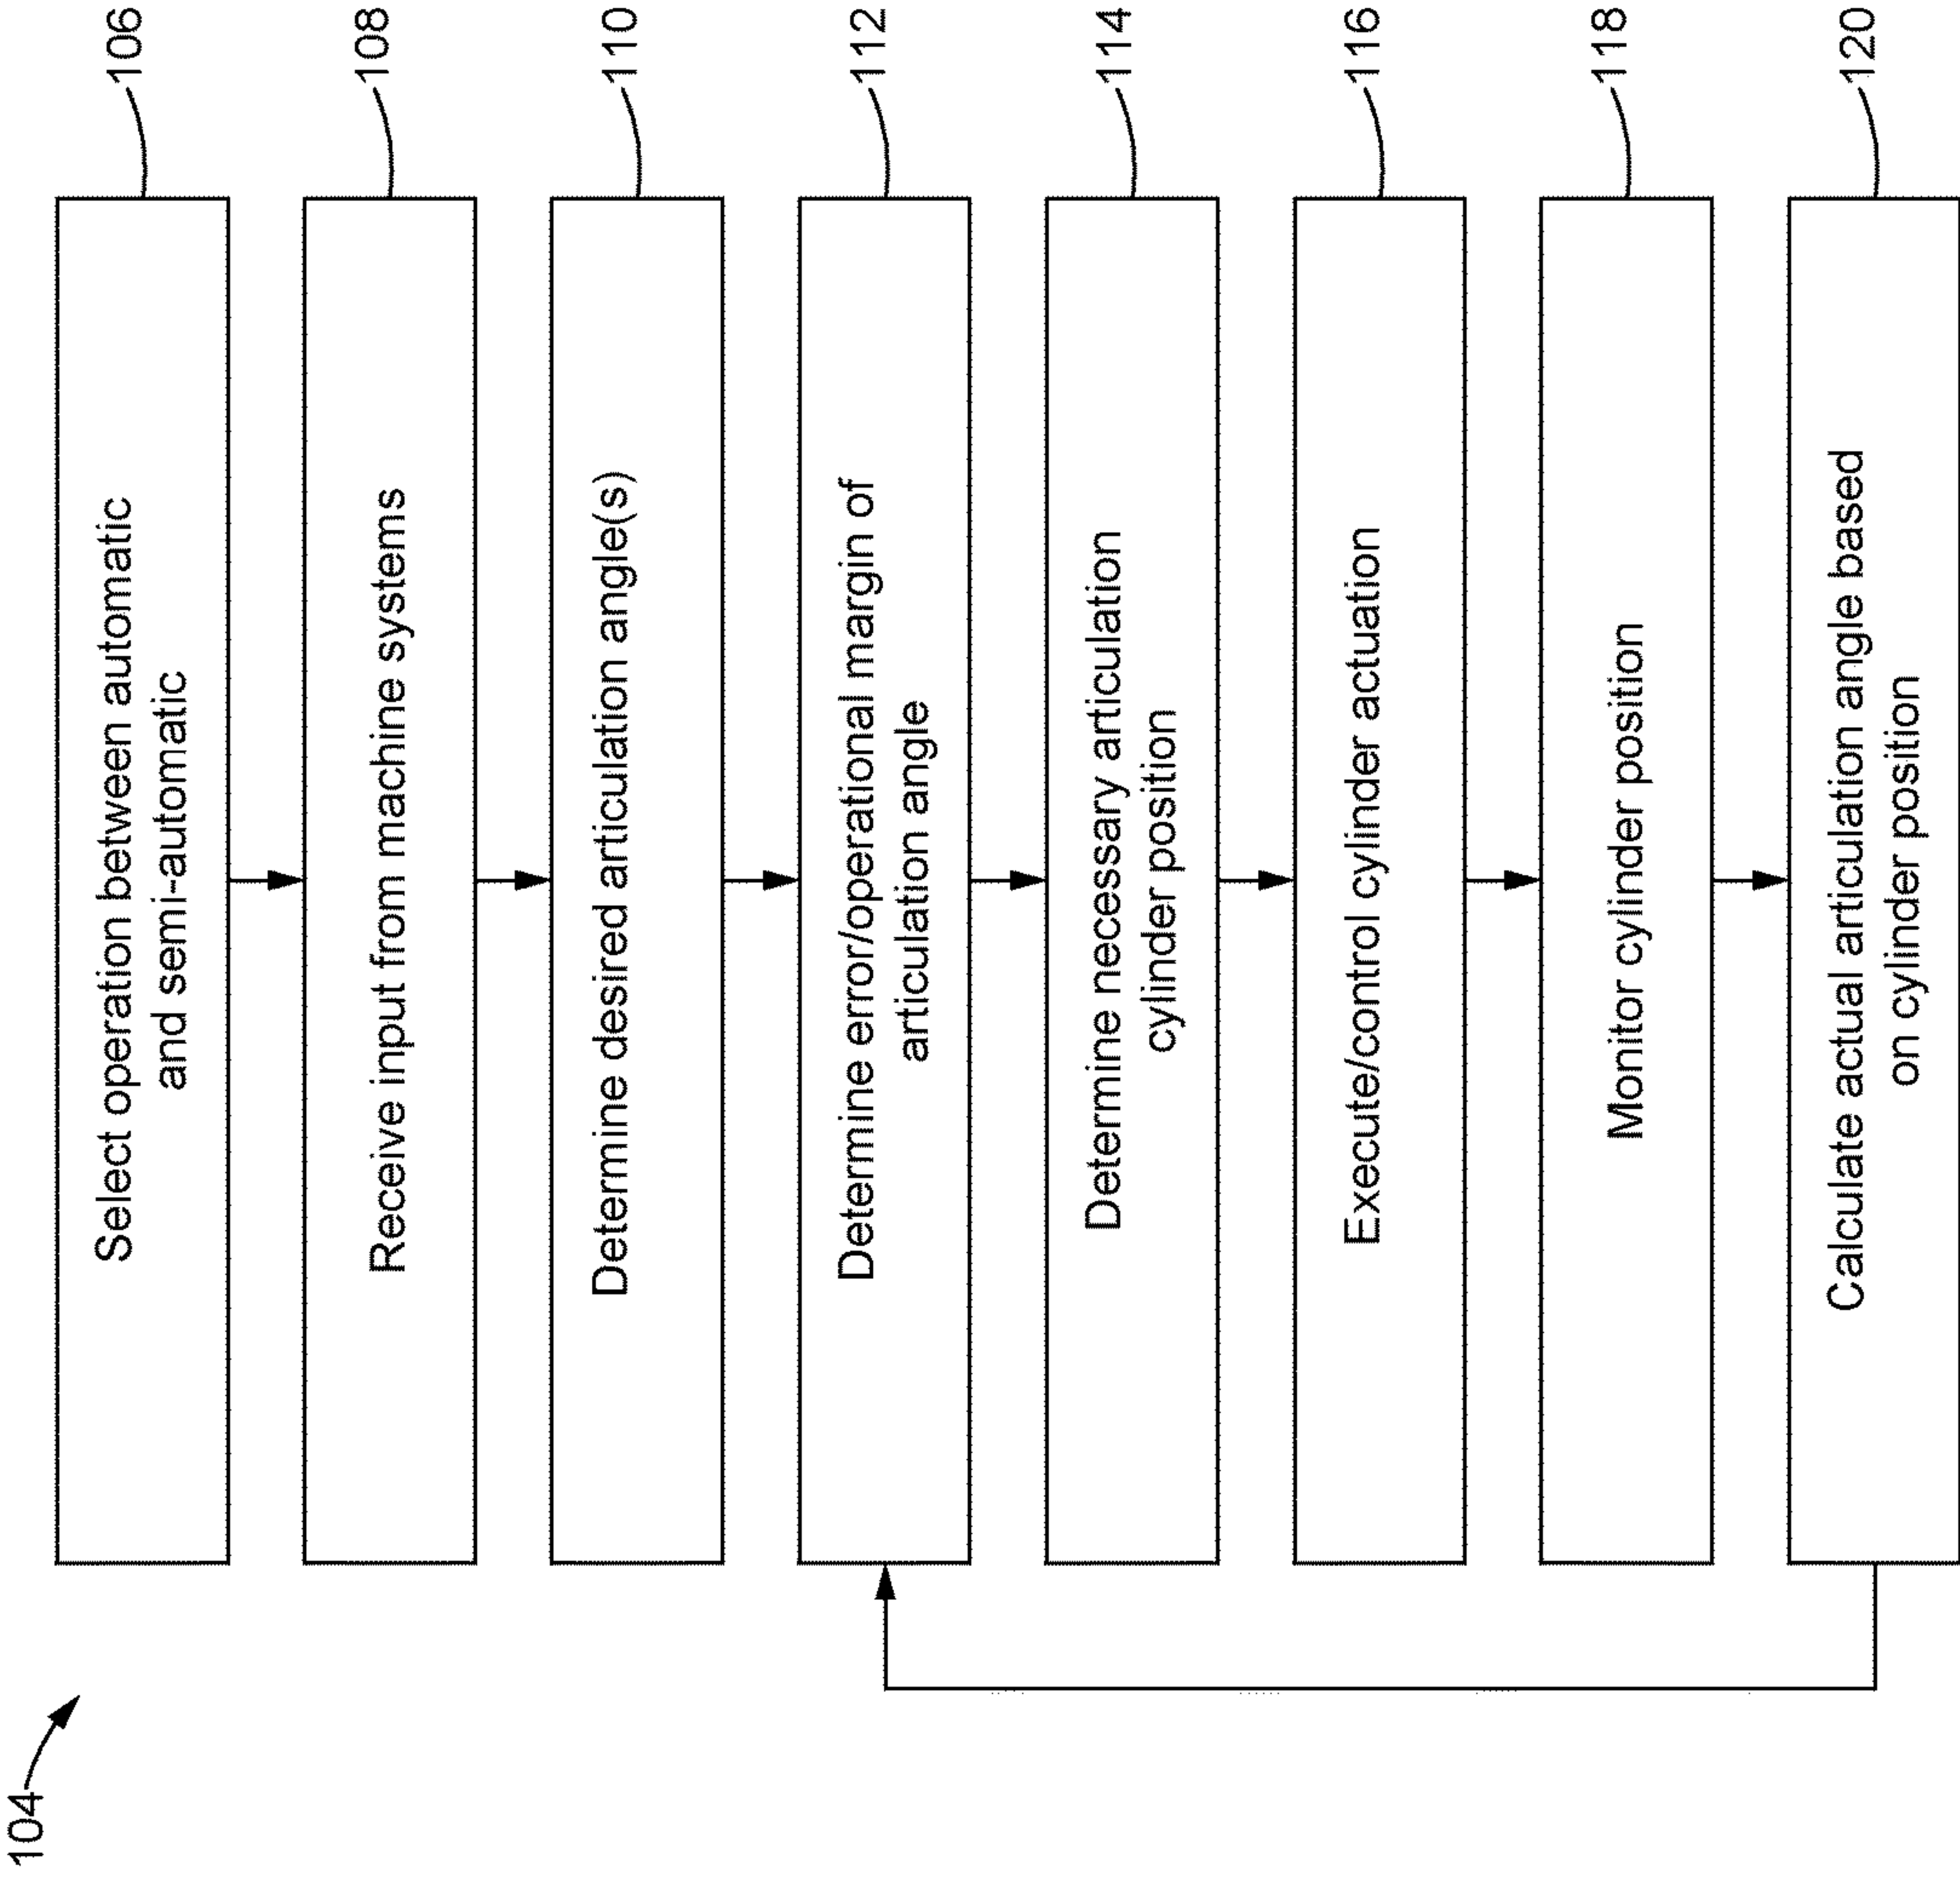 104
Select operation between automatic
and semi-automatic
106
Receive input from machine systems
108
Determine desired articulation angle(s)
110
Determine error/operational margin of
articulation angle
112
Determine necessary articulation
cylinder position
114
Execute/control cylinder actuation
116
Monitor cylinder position
118
Calculate actual articulation angle based
on cylinder position
120